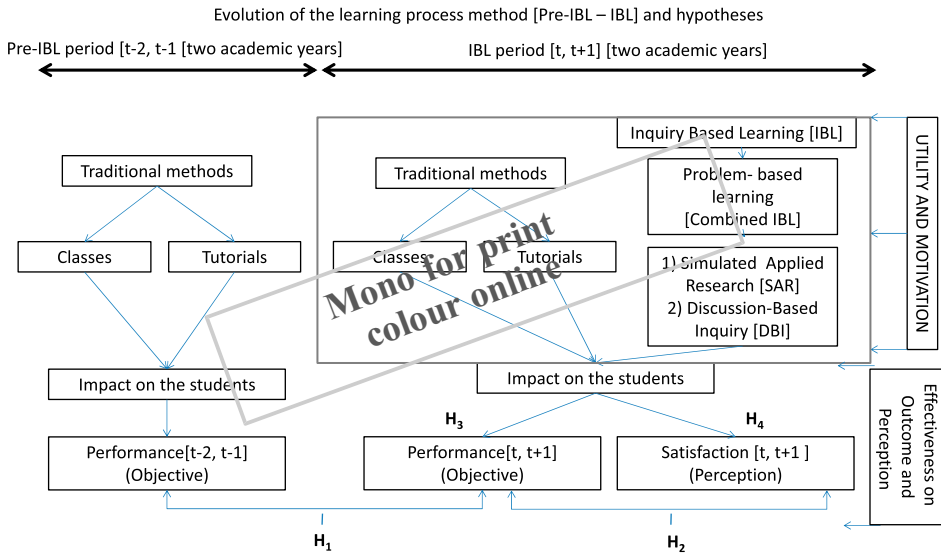 Evolution of the learning process method [Pre-IBL – IBL] and hypotheses
Pre-IBL period [t-2, t-1 [two academic years]
IBL period [t, t+1] [two academic years]
Traditional methods
Classes
Tutorials
Impact on the students
Performance[t-2, t-1]
(Objective)
Traditional methods
Classes
Tutorials
Inquiry Based Learning [IBL]
Problem- based
learning
[Combined IBL]
1) Simulated Applied
Research [SAR]
2) Discussion-Based
Inquiry [DBI]
Impact on the students
H3
H4
Performance[t, t+1]
(Objective)
Satisfaction [t, t+1 ]
(Perception)
H1
H2
UTILITY AND MOTIVATION
Effectiveness on
Outcome and
Perception
Mono for print
colour online